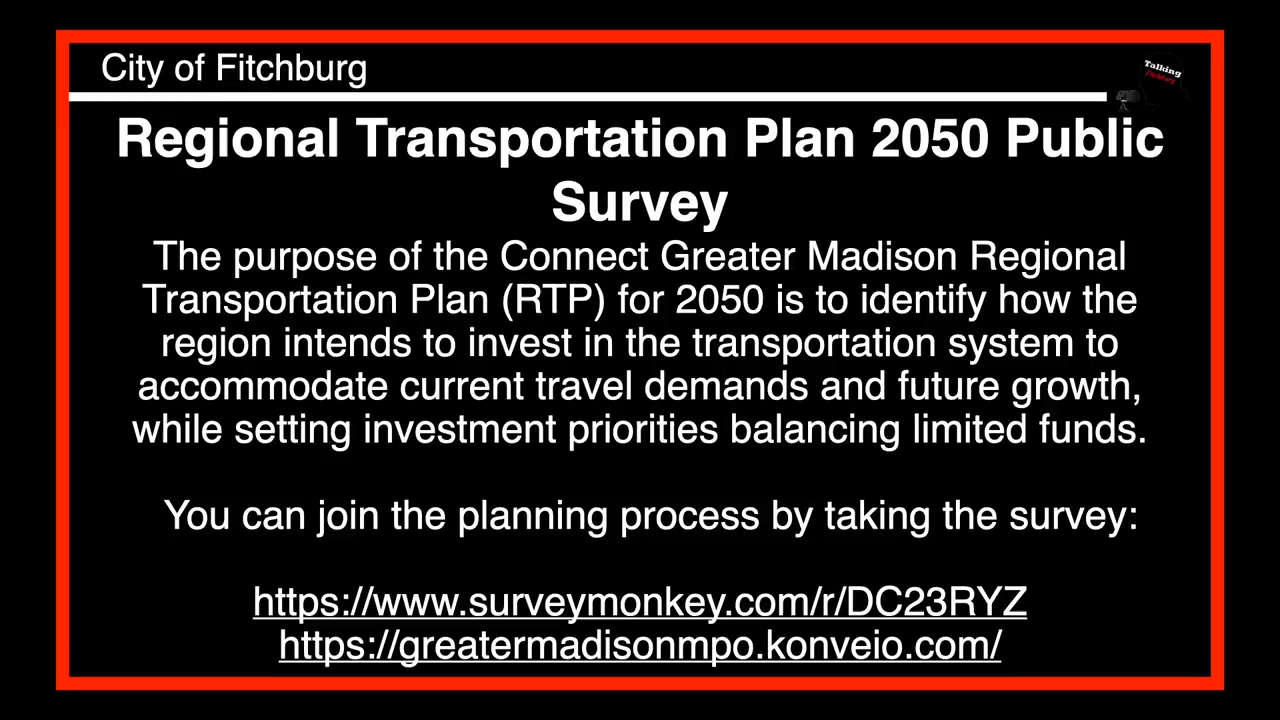 City of Fitchburg
Talking
Fitchburg
Regional Transportation Plan 2050 Public
Survey
The purpose of the Connect Greater Madison Regional
Transportation Plan (RTP) for 2050 is to identify how the
region intends to invest in the transportation system to
accommodate current travel demands and future growth,
while setting investment priorities balancing limited funds.
You can join the planning process by taking the survey:
https://www.surveymonkey.com/r/DC23RYZ
https://greatermadisonmpo.konveio.com/